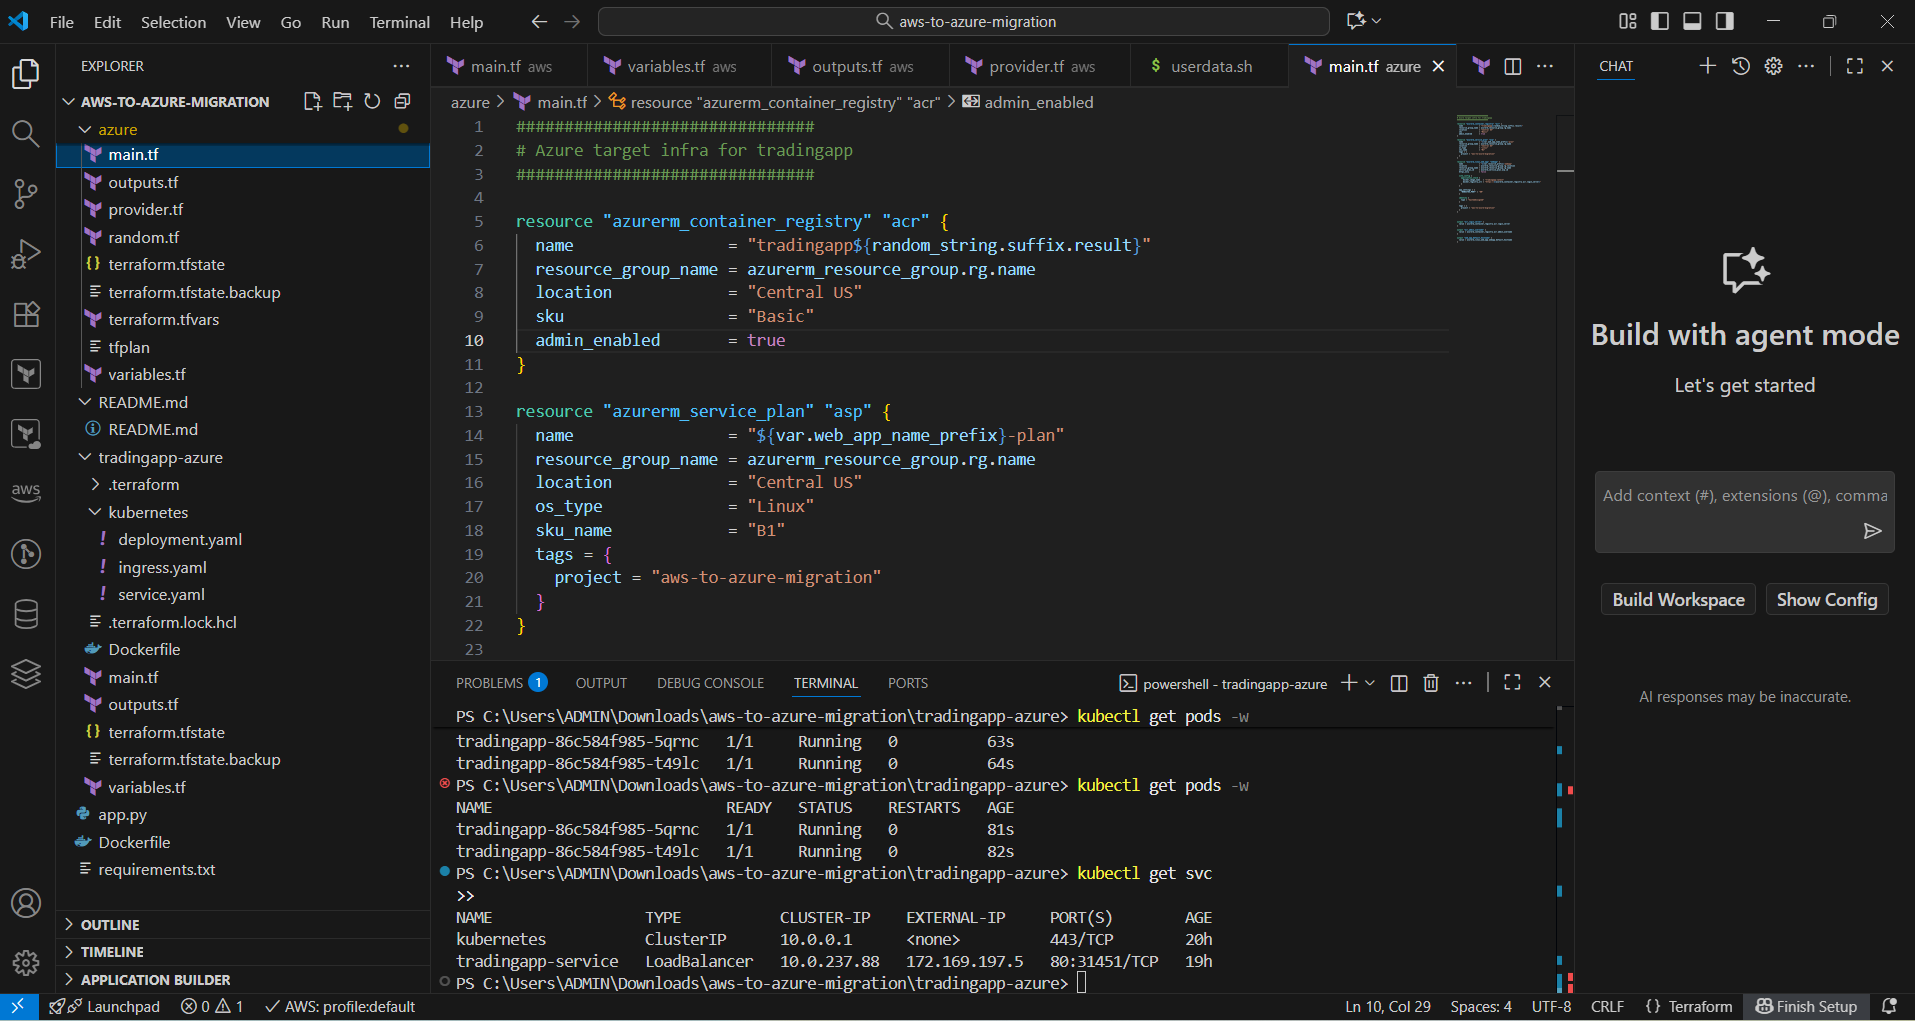 File Edit Selection View Go Run Terminal Help
aws-to-azure-migration
EXPLORER
AWS-TO-AZURE-MIGRATION
azure
main.tf
outputs.tf
provider.tf
random.tf
{} terraform.tfstate
terraform.tfstate.backup
terraform.tfvars
tfplan
variables.tf
README.md
README.md
tradingapp-azure
.terraform
kubernetes
! deployment.yaml
! ingress.yaml
! service.yaml
.terraform.lock.hcl
Dockerfile
main.tf
outputs.tf
{} terraform.tfstate
terraform.tfstate.backup
variables.tf
app.py
Dockerfile
requirements.txt
OUTLINE
TIMELINE
APPLICATION BUILDER
aws
main.tf aws
variables.tf aws
outputs.tf aws
provider.tf aws
$ userdata.sh
main.tf azure
azure > main.tf > resource "azurerm_container_registry" "acr" > admin_enabled
1 ###############################
2 # Azure target infra for tradingapp
3 ###############################
4
5 resource "azurerm_container_registry" "acr" {
6 name = "tradingapp${random_string.suffix.result}"
7 resource_group_name = azurerm_resource_group.rg.name
8 location = "Central US"
9 sku = "Basic"
10 admin_enabled = true
11 }
12
13 resource "azurerm_service_plan" "asp" {
14 name = "${var.web_app_name_prefix}-plan"
15 resource_group_name = azurerm_resource_group.rg.name
16 location = "Central US"
17 os_type = "Linux"
18 sku_name = "B1"
19 tags = {
20 project = "aws-to-azure-migration"
21 }
22 }
23
PROBLEMS 1 OUTPUT DEBUG CONSOLE TERMINAL PORTS
powershell - tradingapp-azure
PS C:\Users\ADMIN\Downloads\aws-to-azure-migration\tradingapp-azure> kubectl get pods -w
tradingapp-86c584f985-5qrnc 1/1 Running 0 63s
tradingapp-86c584f985-t49lc 1/1 Running 0 64s
PS C:\Users\ADMIN\Downloads\aws-to-azure-migration\tradingapp-azure> kubectl get pods -w
NAME READY STATUS RESTARTS AGE
tradingapp-86c584f985-5qrnc 1/1 Running 0 81s
tradingapp-86c584f985-t49lc 1/1 Running 0 82s
PS C:\Users\ADMIN\Downloads\aws-to-azure-migration\tradingapp-azure> kubectl get svc
>>
NAME TYPE CLUSTER-IP EXTERNAL-IP PORT(S) AGE
kubernetes ClusterIP 10.0.0.1 <none> 443/TCP 20h
tradingapp-service LoadBalancer 10.0.237.88 172.169.197.5 80:31451/TCP 19h
PS C:\Users\ADMIN\Downloads\aws-to-azure-migration\tradingapp-azure>
CHAT
Build with agent mode
Let's get started
Add context (#), extensions (@), comma
Build Workspace
Show Config
AI responses may be inaccurate.
Launchpad 0 1 AWS: profile:default
Ln 10, Col 29 Spaces: 4 UTF-8 CRLF {} Terraform Finish Setup